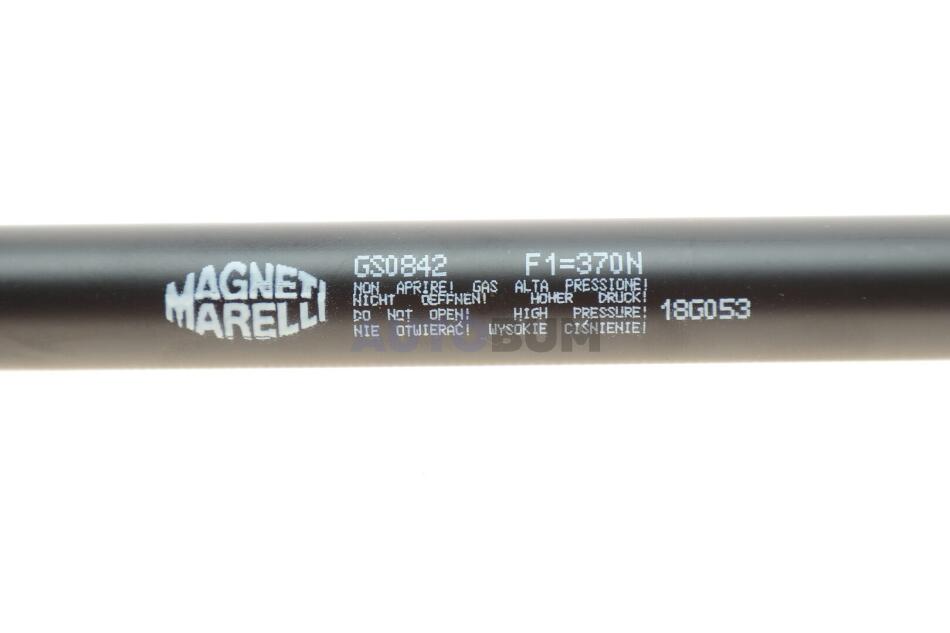 MAGNETI
MARELLI
GS0842 F1=370N
NON APRIRE! GAS ALTA PRESSIONE!
NICHT OEFFNEN! HOHER DRUCK!
DO NOT OPEN! HIGH PRESSURE!
NIE OTWIERAĆ! WYSOKIE CIŚNIENIE!
18G053
AUTOBUM